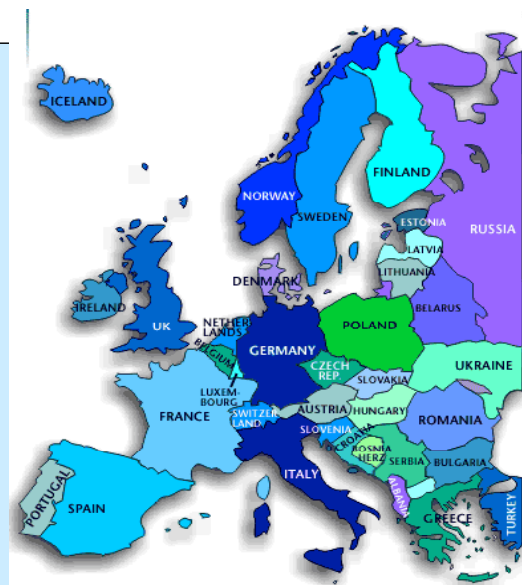 ICELAND
FINLAND
NORWAY
SWEDEN
ESTONIA
RUSSIA
LATVIA
LITHUANIA
DENMARK
BELARUS
IRELAND
UK
NETHER
LANDS
POLAND
GERMANY
BELGIUM
CZECH
REP.
UKRAINE
SLOVAKIA
LUXEM-
BOURG
FRANCE
SWITZER
LAND
AUSTRIA
HUNGARY
ROMANIA
SLOVENIA
CROATIA
BOSNIA
HERZ
SERBIA
BULGARIA
ITALY
PORTUGAL
SPAIN
ALBANIA
GREECE
TURKEY